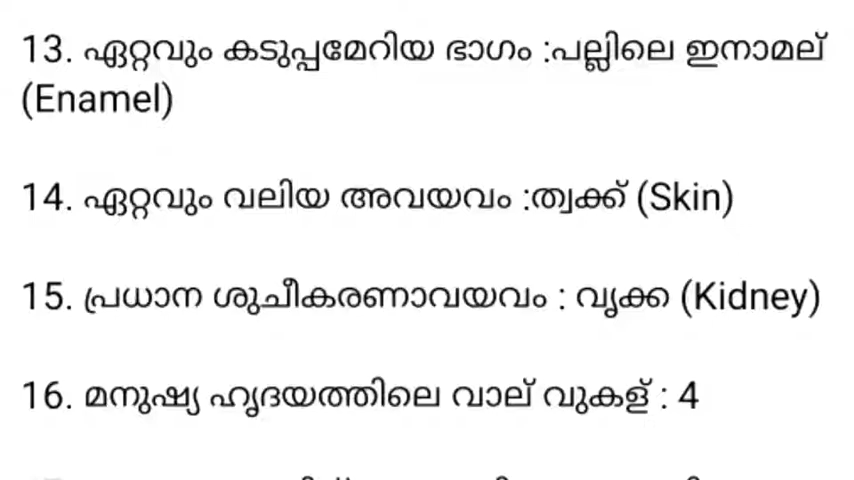 13. ഏറ്റവും കടുപ്പമേറിയ ഭാഗം :പല്ലിലെ ഇനാമല്
(Enamel)
14. ഏറ്റവും വലിയ അവയവം :ത്വക്ക് (Skin)
15. പ്രധാന ശുചീകരണാവയവം : വൃക്ക (Kidney)
16. മനുഷ്യ ഹൃദയത്തിലെ വാല് വുകള് : 4